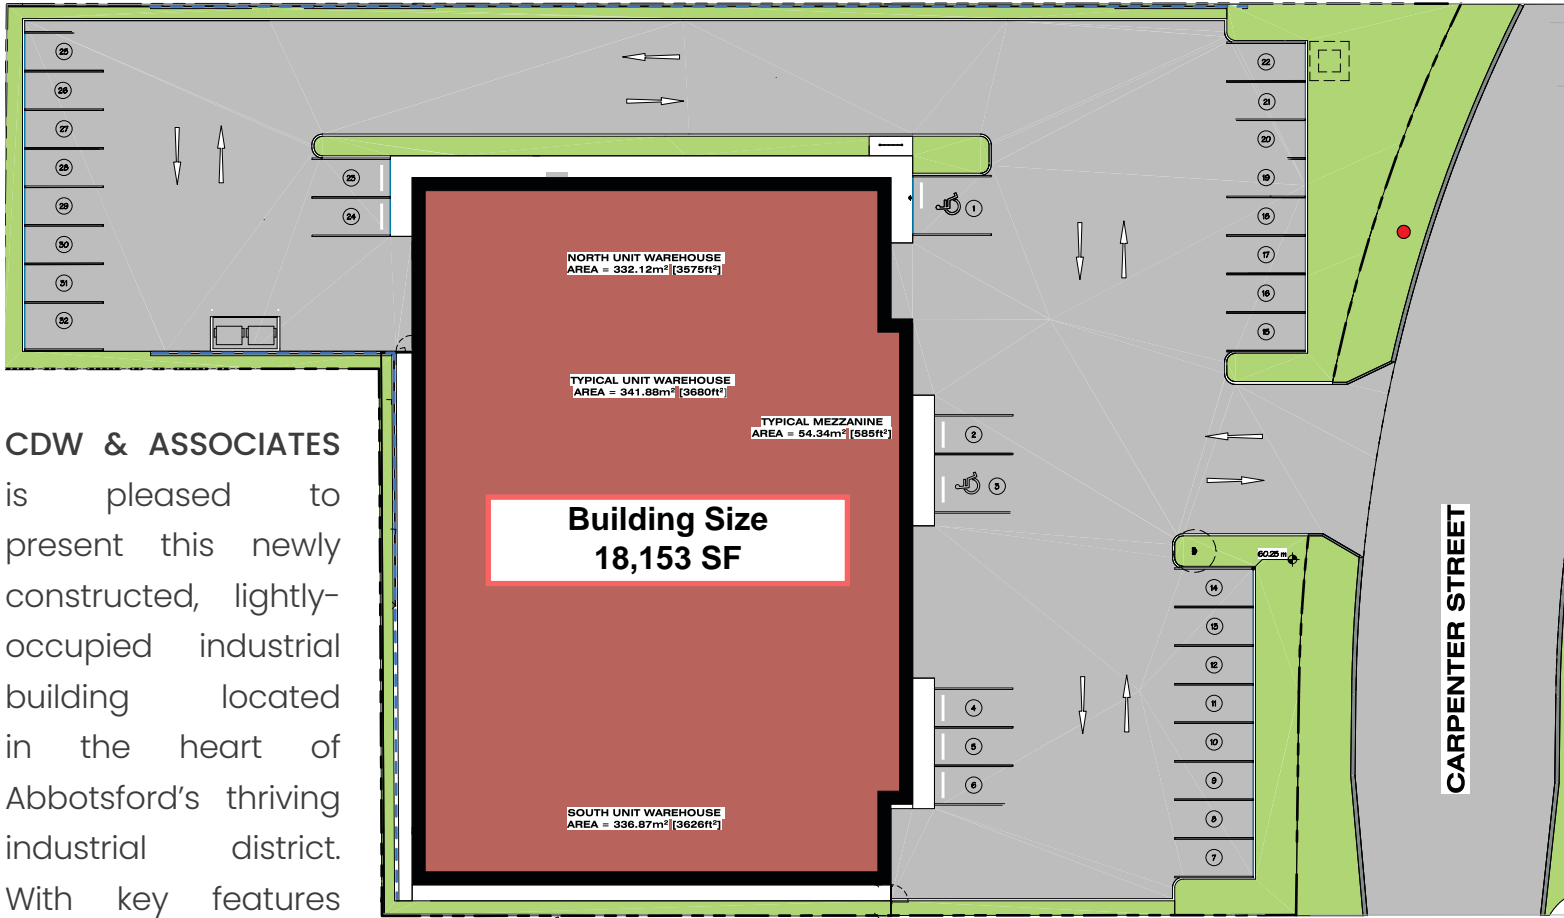 25
26
27
28
29
30
31
32
23
24
1
22
21
20
19
18
17
16
15
NORTH UNIT WAREHOUSE
AREA = 332.12m² [3575ft²]
TYPICAL UNIT WAREHOUSE
AREA = 341.88m² [3680ft²]
TYPICAL MEZZANINE
AREA = 54.34m² [585ft²]
2
3
Building Size
18,153 SF
60.25 m
14
13
12
11
10
9
8
7
4
5
6
SOUTH UNIT WAREHOUSE
AREA = 336.87m² [3626ft²]
CARPENTER STREET
CDW & ASSOCIATES
is pleased to
present this newly
constructed, lightly-
occupied industrial
building located
in the heart of
Abbotsford’s thriving
industrial district.
With key features